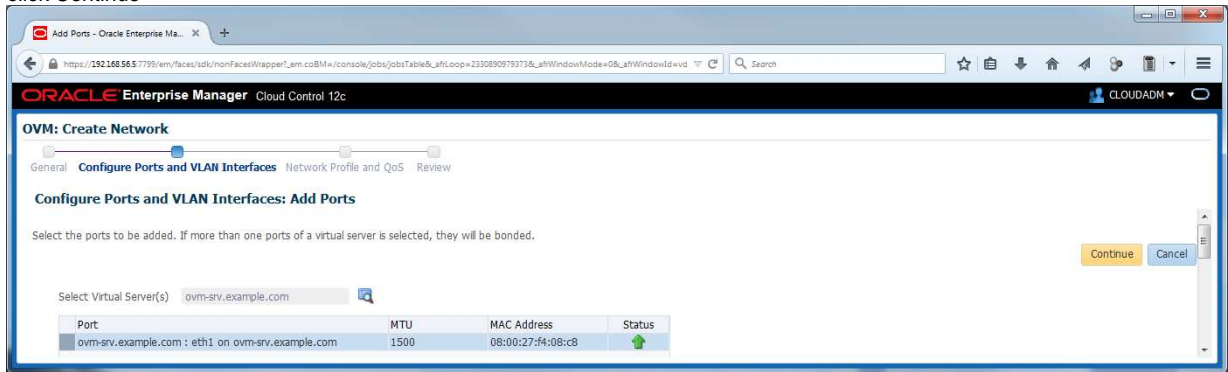 click Continue
Add Ports - Oracle Enterprise Ma...
https://192.168.56.5:7799/em/faces/sdk/nonFacesWrapper?_em.coBM=/console/jobs/jobsTable&_afrLoop=2330890979373&_afrWindowMode=0&_afrWindowId=vd
Search
ORACLE Enterprise Manager Cloud Control 12c
CLOUDADM
OVM: Create Network
General Configure Ports and VLAN Interfaces Network Profile and QoS Review
Configure Ports and VLAN Interfaces: Add Ports
Select the ports to be added. If more than one ports of a virtual server is selected, they will be bonded.
Continue Cancel
Select Virtual Server(s) ovm-srv.example.com
Port MTU MAC Address Status
ovm-srv.example.com : eth1 on ovm-srv.example.com 1500 08:00:27:f4:08:c8